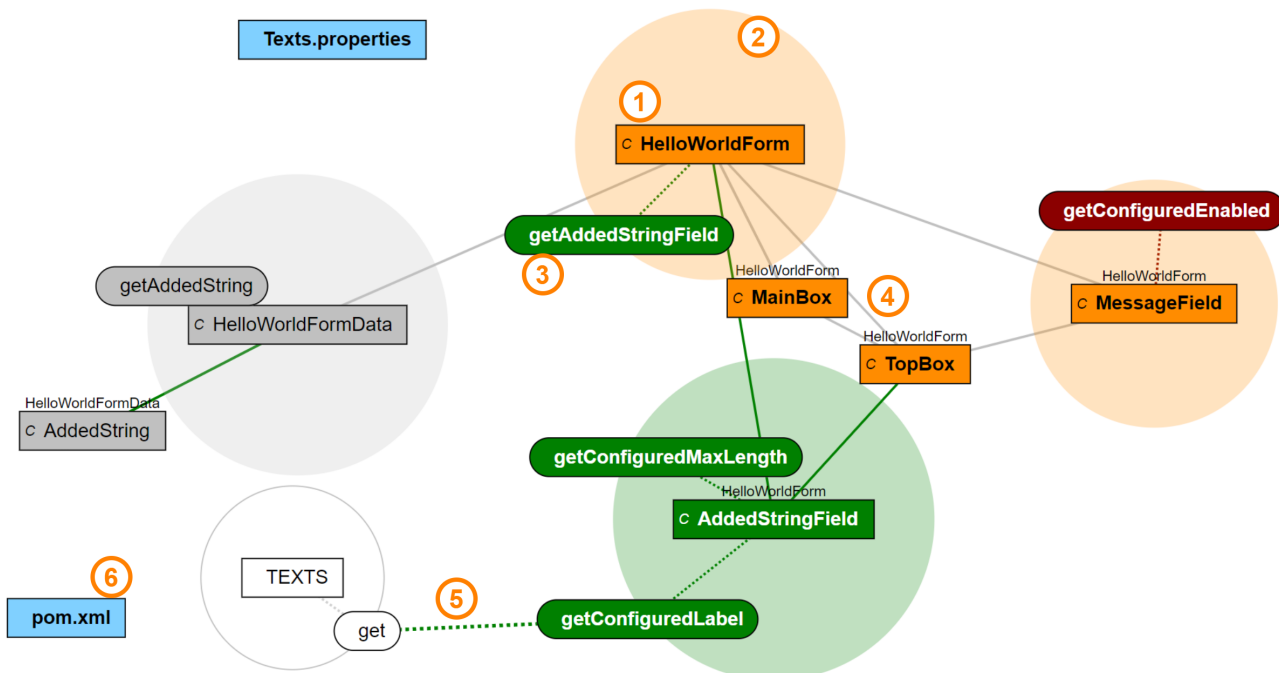 Texts.properties
2
1
C HelloWorldForm
getConfiguredEnabled
getAddedStringField
3
HelloWorldForm
C MainBox
4
HelloWorldForm
C MessageField
getAddedString
C HelloWorldFormData
HelloWorldForm
C TopBox
HelloWorldFormData
C AddedString
getConfiguredMaxLength
HelloWorldForm
C AddedStringField
6
TEXTS
5
pom.xml
get
getConfiguredLabel